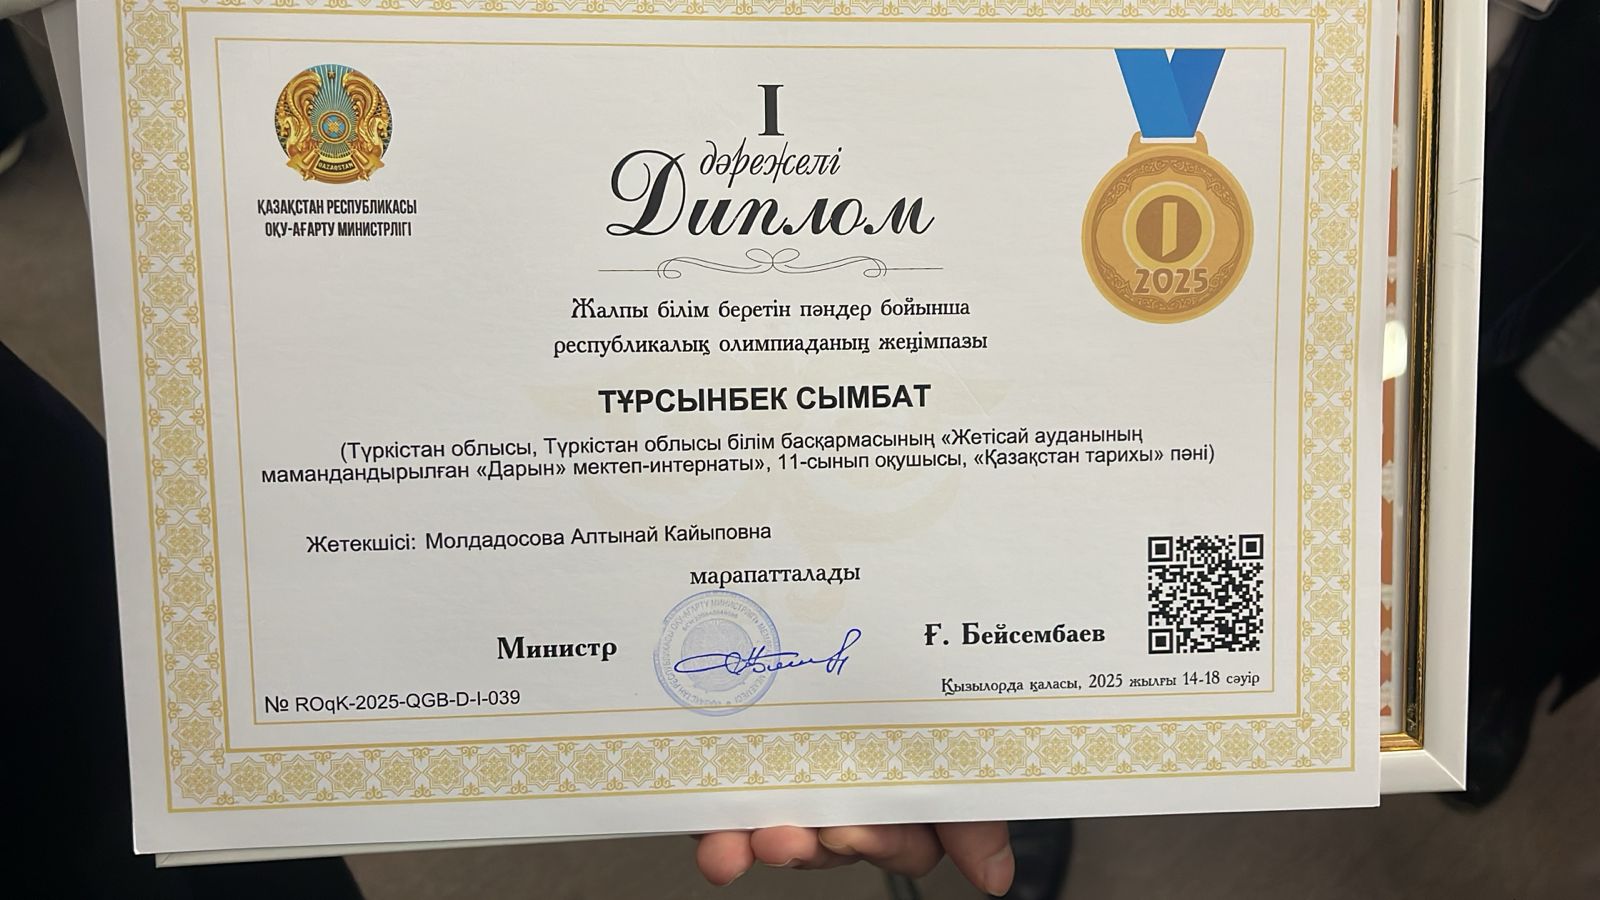 QAZAQSTAN
ҚАЗАҚСТАН РЕСПУБЛИКАСЫ
ОҚУ-АҒАРТУ МИНИСТРЛІГІ
I
дәрежелі
Диплом
1
2025
Жалпы білім беретін пәндер бойынша
республикалық олимпиаданың жеңімпазы
ТҰРСЫНБЕК СЫМБАТ
(Түркістан облысы, Түркістан облысы білім басқармасының «Жетісай ауданының
мамандандырылған «Дарын» мектеп-интернаты», 11-сынып оқушысы, «Қазақстан тарихы» пәні)
Жетекшісі: Молдадосова Алтынай Кайыповна
марапатталады
Министр
Ғ. Бейсембаев
Қызылорда қаласы, 2025 жылғы 14-18 сәуір
№ ROqK-2025-QGB-D-I-039